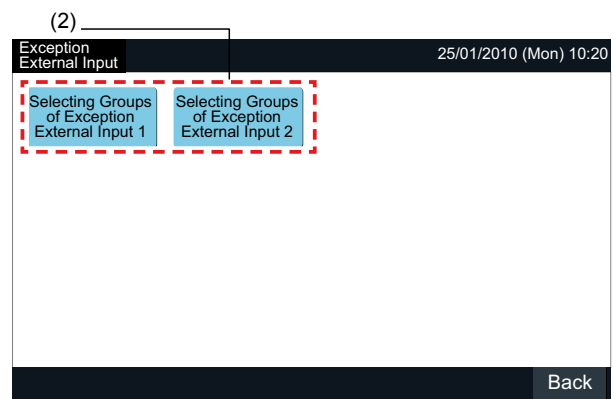 (2)
Exception
External Input
25/01/2010 (Mon) 10:20
Selecting Groups
of Exception
External Input 1
Selecting Groups
of Exception
External Input 2
Back